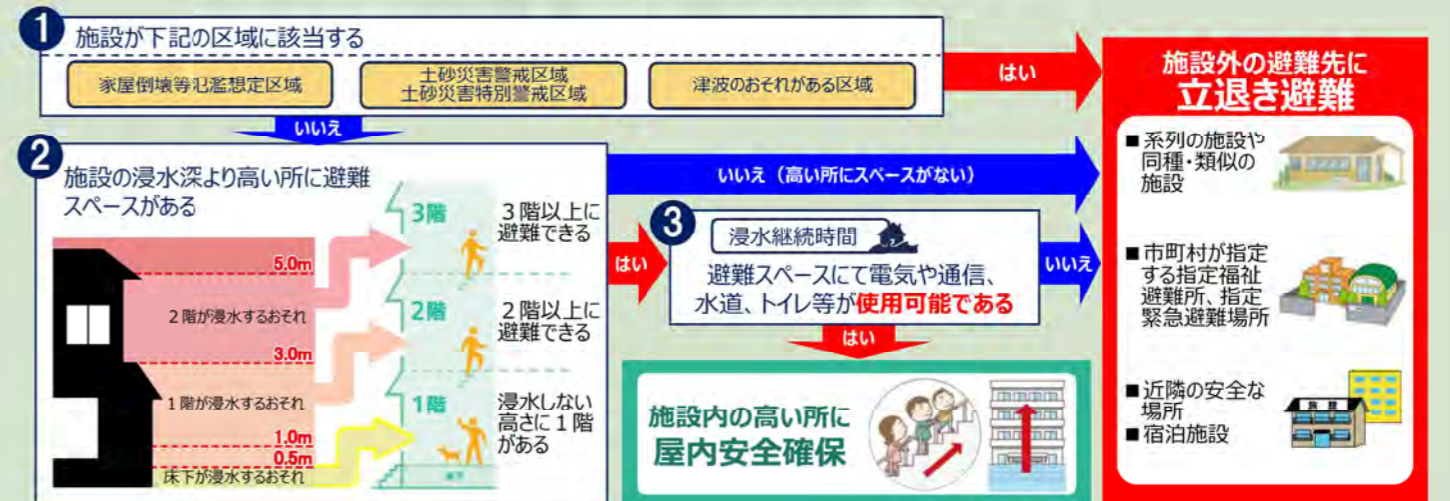 1
施設が下記の区域に該当する
家屋倒壊等氾濫想定区域
土砂災害警戒区域
土砂災害特別警戒区域
津波のおそれがある区域
はい
いいえ
2
施設の浸水深より高い所に避難
スペースがある
5.0m
2階が浸水するおそれ
3.0m
1階が浸水するおそれ
1.0m
0.5m
床下が浸水するおそれ
3階
3階以上に
避難できる
2階
2階以上に
避難できる
1階
浸水しない
高さに1階
がある
いいえ（高い所にスペースがない）
はい
3
浸水継続時間
避難スペースにて電気や通信、
水道、トイレ等が使用可能である
いいえ
はい
施設内の高い所に
屋内安全確保
施設外の避難先に
立退き避難
■系列の施設や
同種・類似の
施設
■市町村が指定
する指定福祉
避難所、指定
緊急避難場所
■近隣の安全な
場所
■宿泊施設
旅館